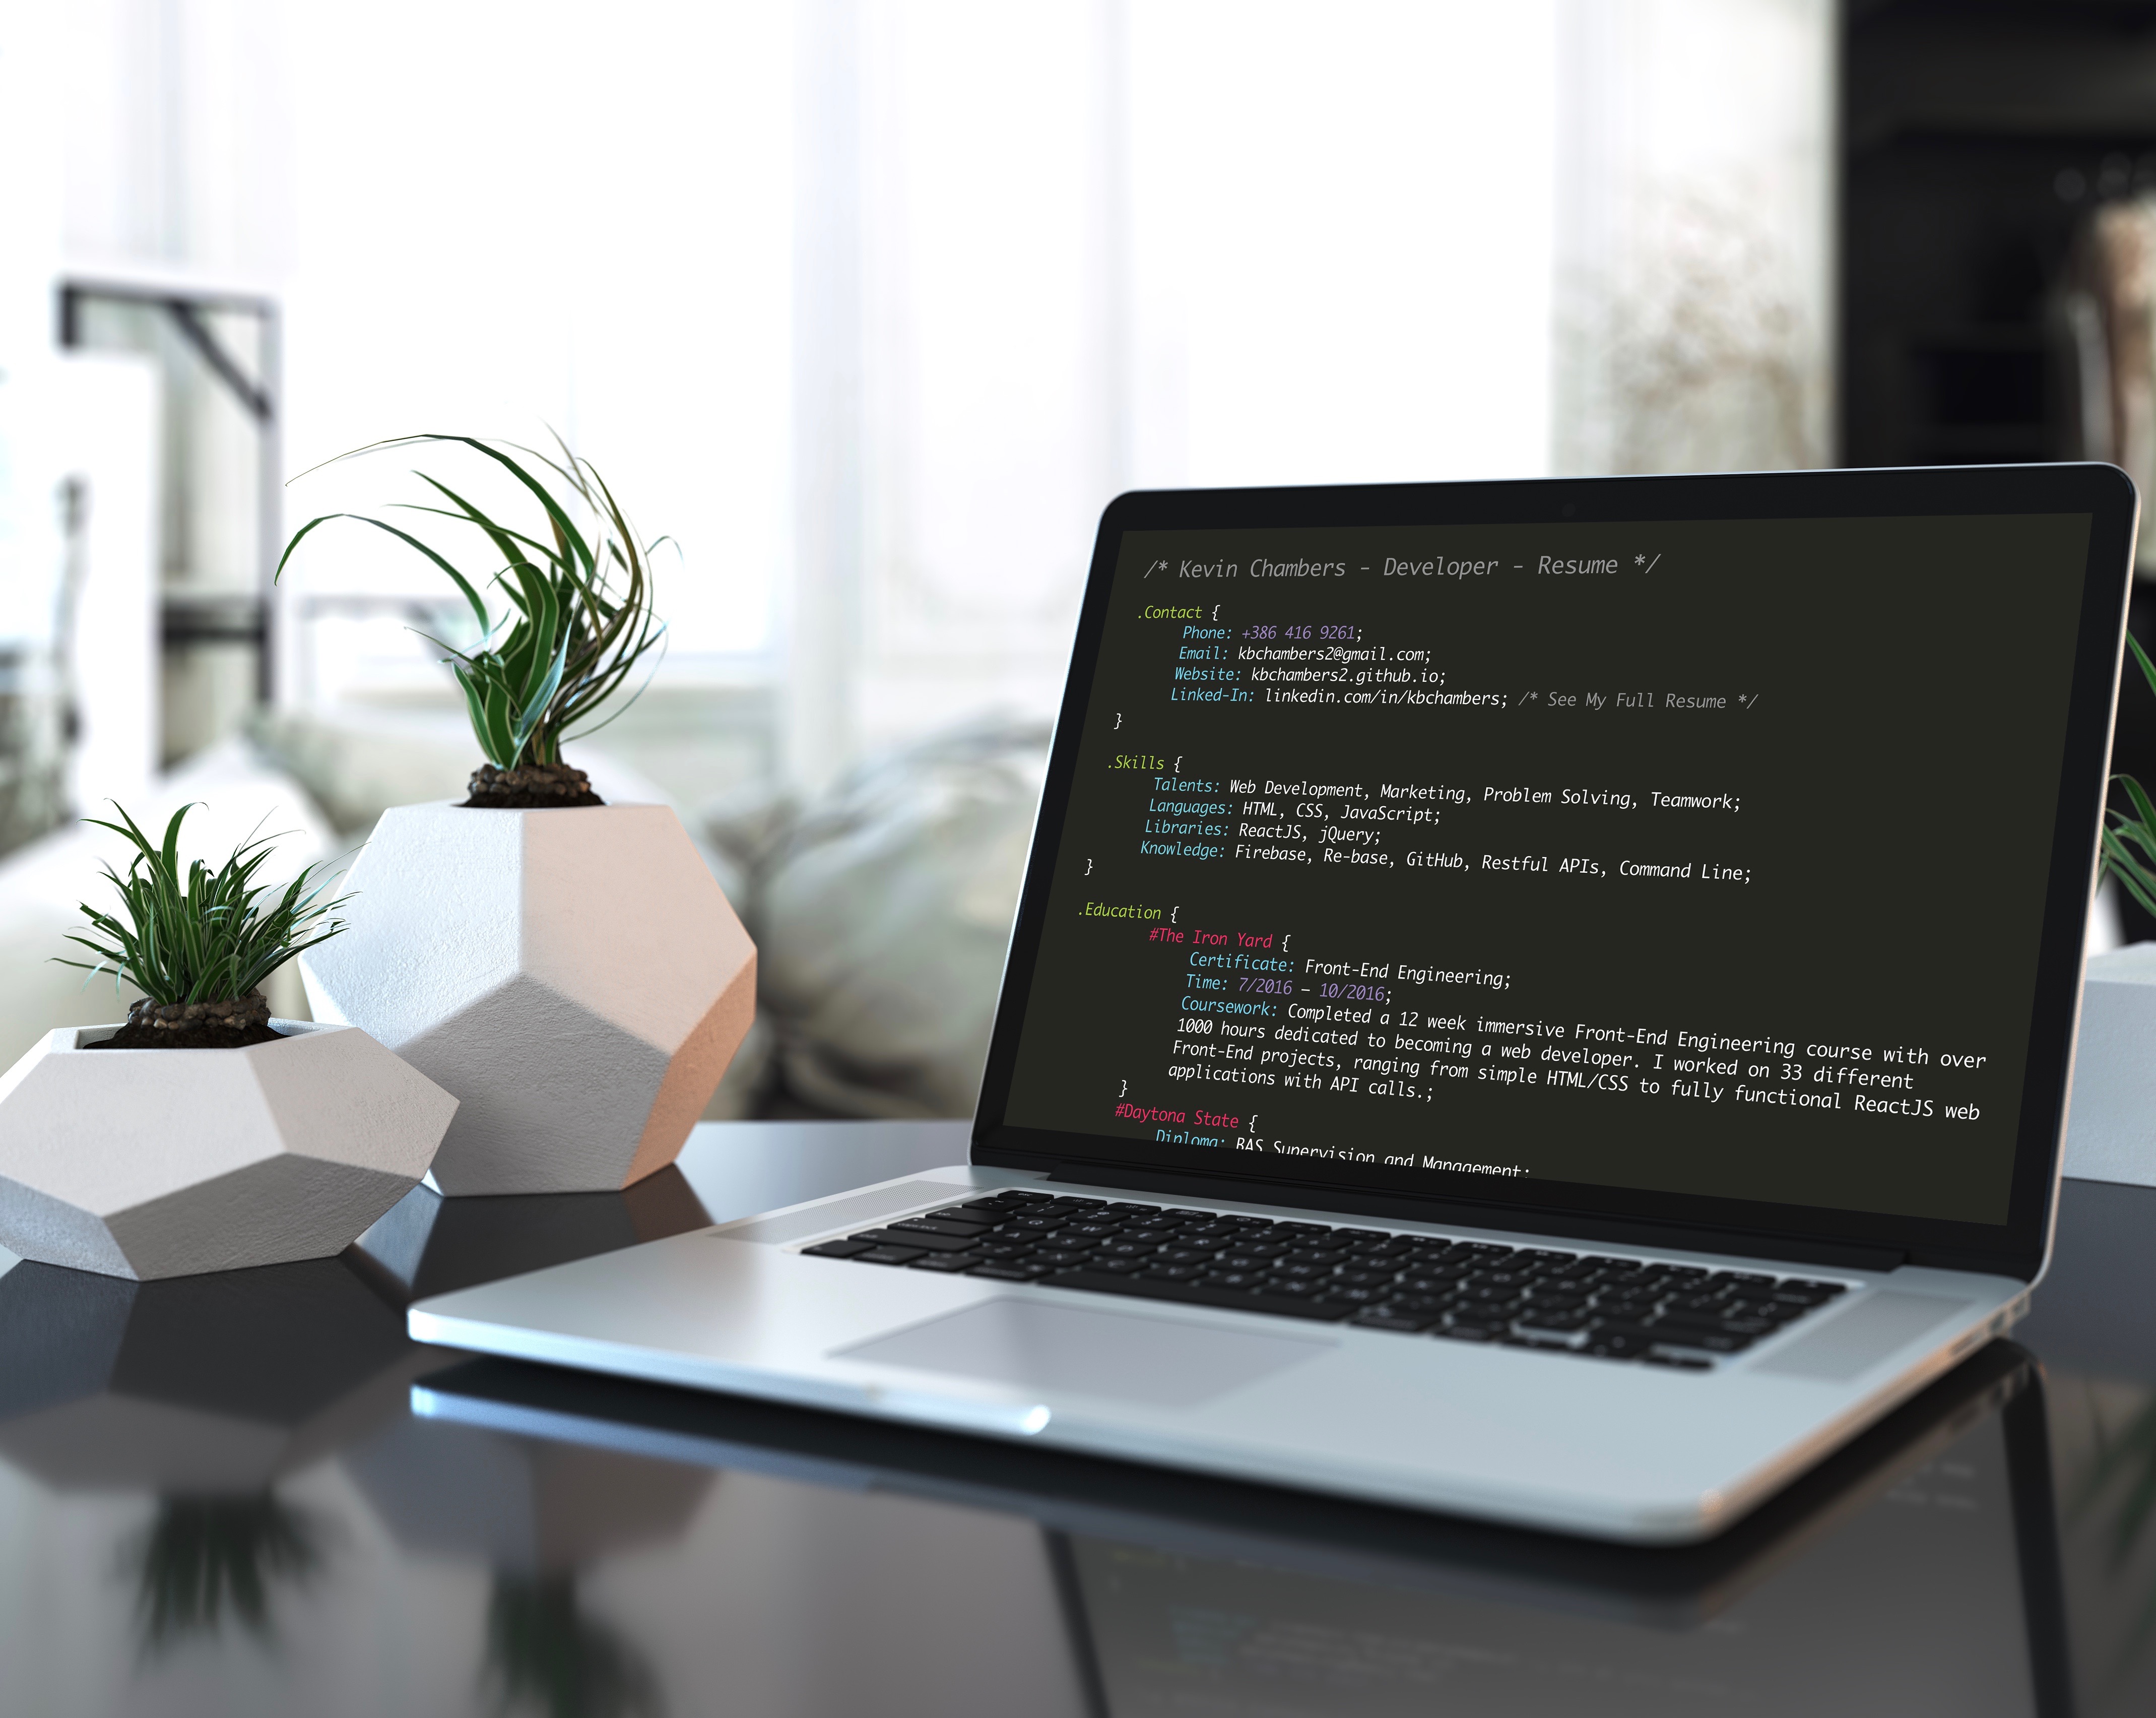 /* Kevin Chambers - Developer - Resume */
.Contact {
Phone: +386 416 9261;
Email: kbchambers2@gmail.com;
Website: kbchambers2.github.io;
Linked-In: linkedin.com/in/kbchambers; /* See My Full Resume */
}
.Skills {
Talents: Web Development, Marketing, Problem Solving, Teamwork;
Languages: HTML, CSS, JavaScript;
Libraries: ReactJS, jQuery;
Knowledge: Firebase, Re-base, GitHub, Restful APIs, Command Line;
}
.Education {
#The Iron Yard {
Certificate: Front-End Engineering;
Time: 7/2016 – 10/2016;
Coursework: Completed a 12 week immersive Front-End Engineering course with over
1000 hours dedicated to becoming a web developer. I worked on 33 different
Front-End projects, ranging from simple HTML/CSS to fully functional ReactJS web
applications with API calls.;
}
#Daytona State {
Diploma: BAS Supervision and Management;